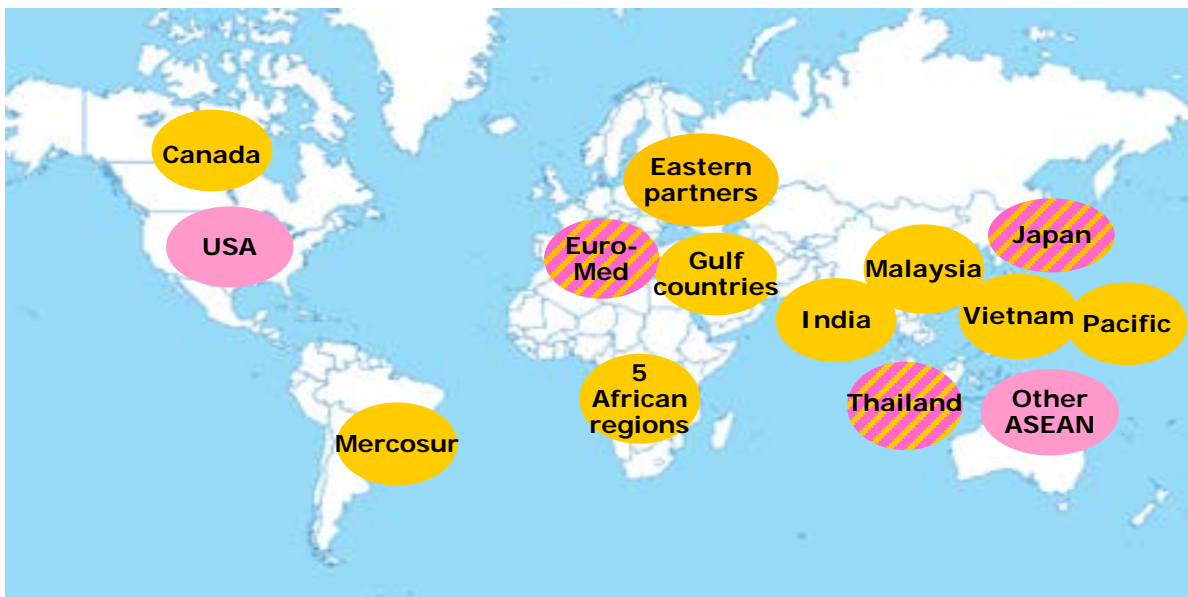 Canada
USA
Mercosur
Eastern
partners
Euro-
Med
Gulf
countries
5
African
regions
Japan
Malaysia
India
Vietnam
Pacific
Thailand
Other
ASEAN